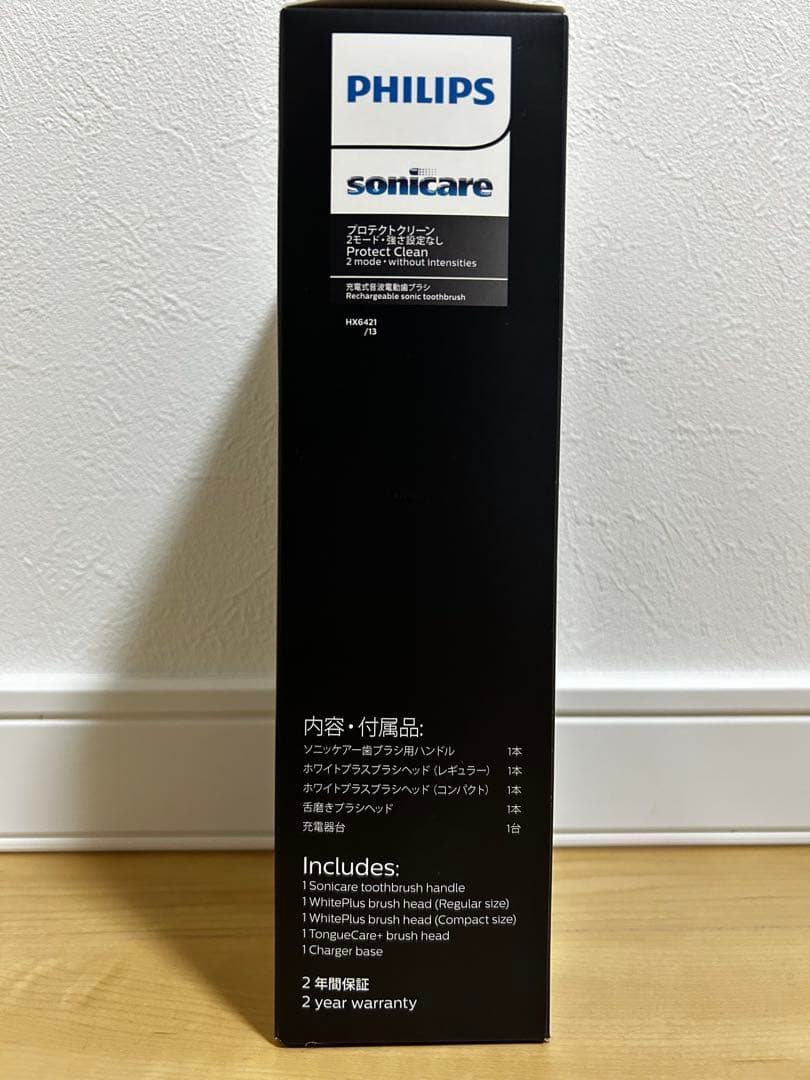 PHILIPS
sonicare
プロテクトクリーン
2モード・強さ設定なし
Protect Clean
2 mode • without intensities
充電式音波電動歯ブラシ
Rechargeable sonic toothbrush
HX6421
/13
内容・付属品:
ソニッケアー歯ブラシ用ハンドル 1本
ホワイトプラスブラシヘッド（レギュラー） 1本
ホワイトプラスブラシヘッド（コンパクト） 1本
舌磨きブラシヘッド 1本
充電器台 1台
Includes:
1 Sonicare toothbrush handle
1 WhitePlus brush head (Regular size)
1 WhitePlus brush head (Compact size)
1 TongueCare+ brush head
1 Charger base
2 年間保証
2 year warranty